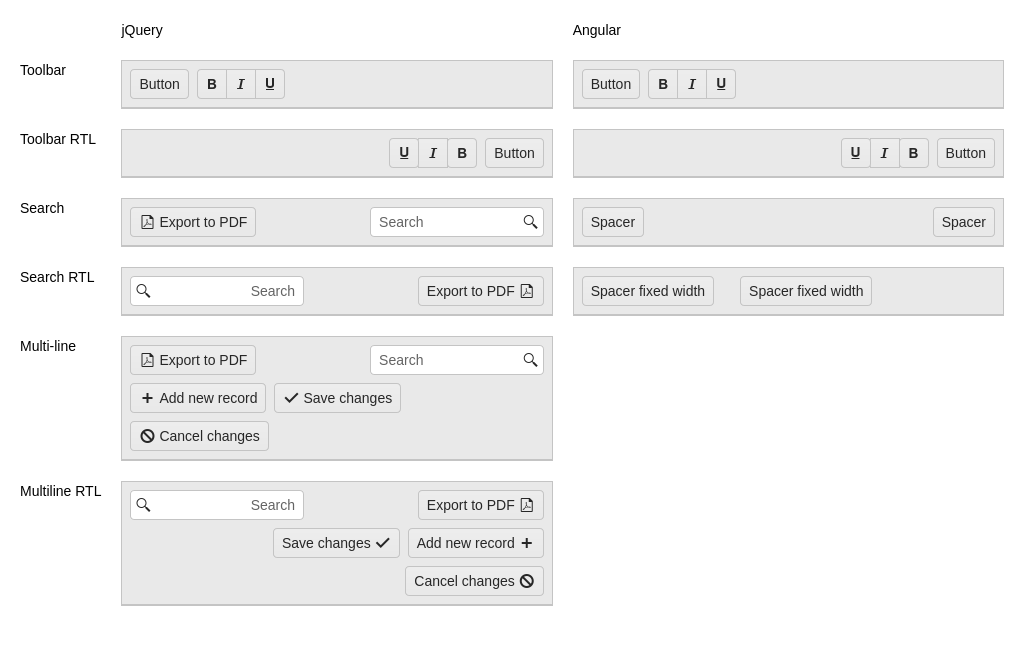 jQuery Angular
Toolbar Button B I U Button B I U
Toolbar RTL U I B Button U I B Button
Search Export to PDF Search Spacer Spacer
Search RTL Search Export to PDF Spacer fixed width Spacer fixed width
Multi-line Export to PDF Search
Add new record Save changes
Cancel changes
Multiline RTL Search Export to PDF
Save changes Add new record
Cancel changes